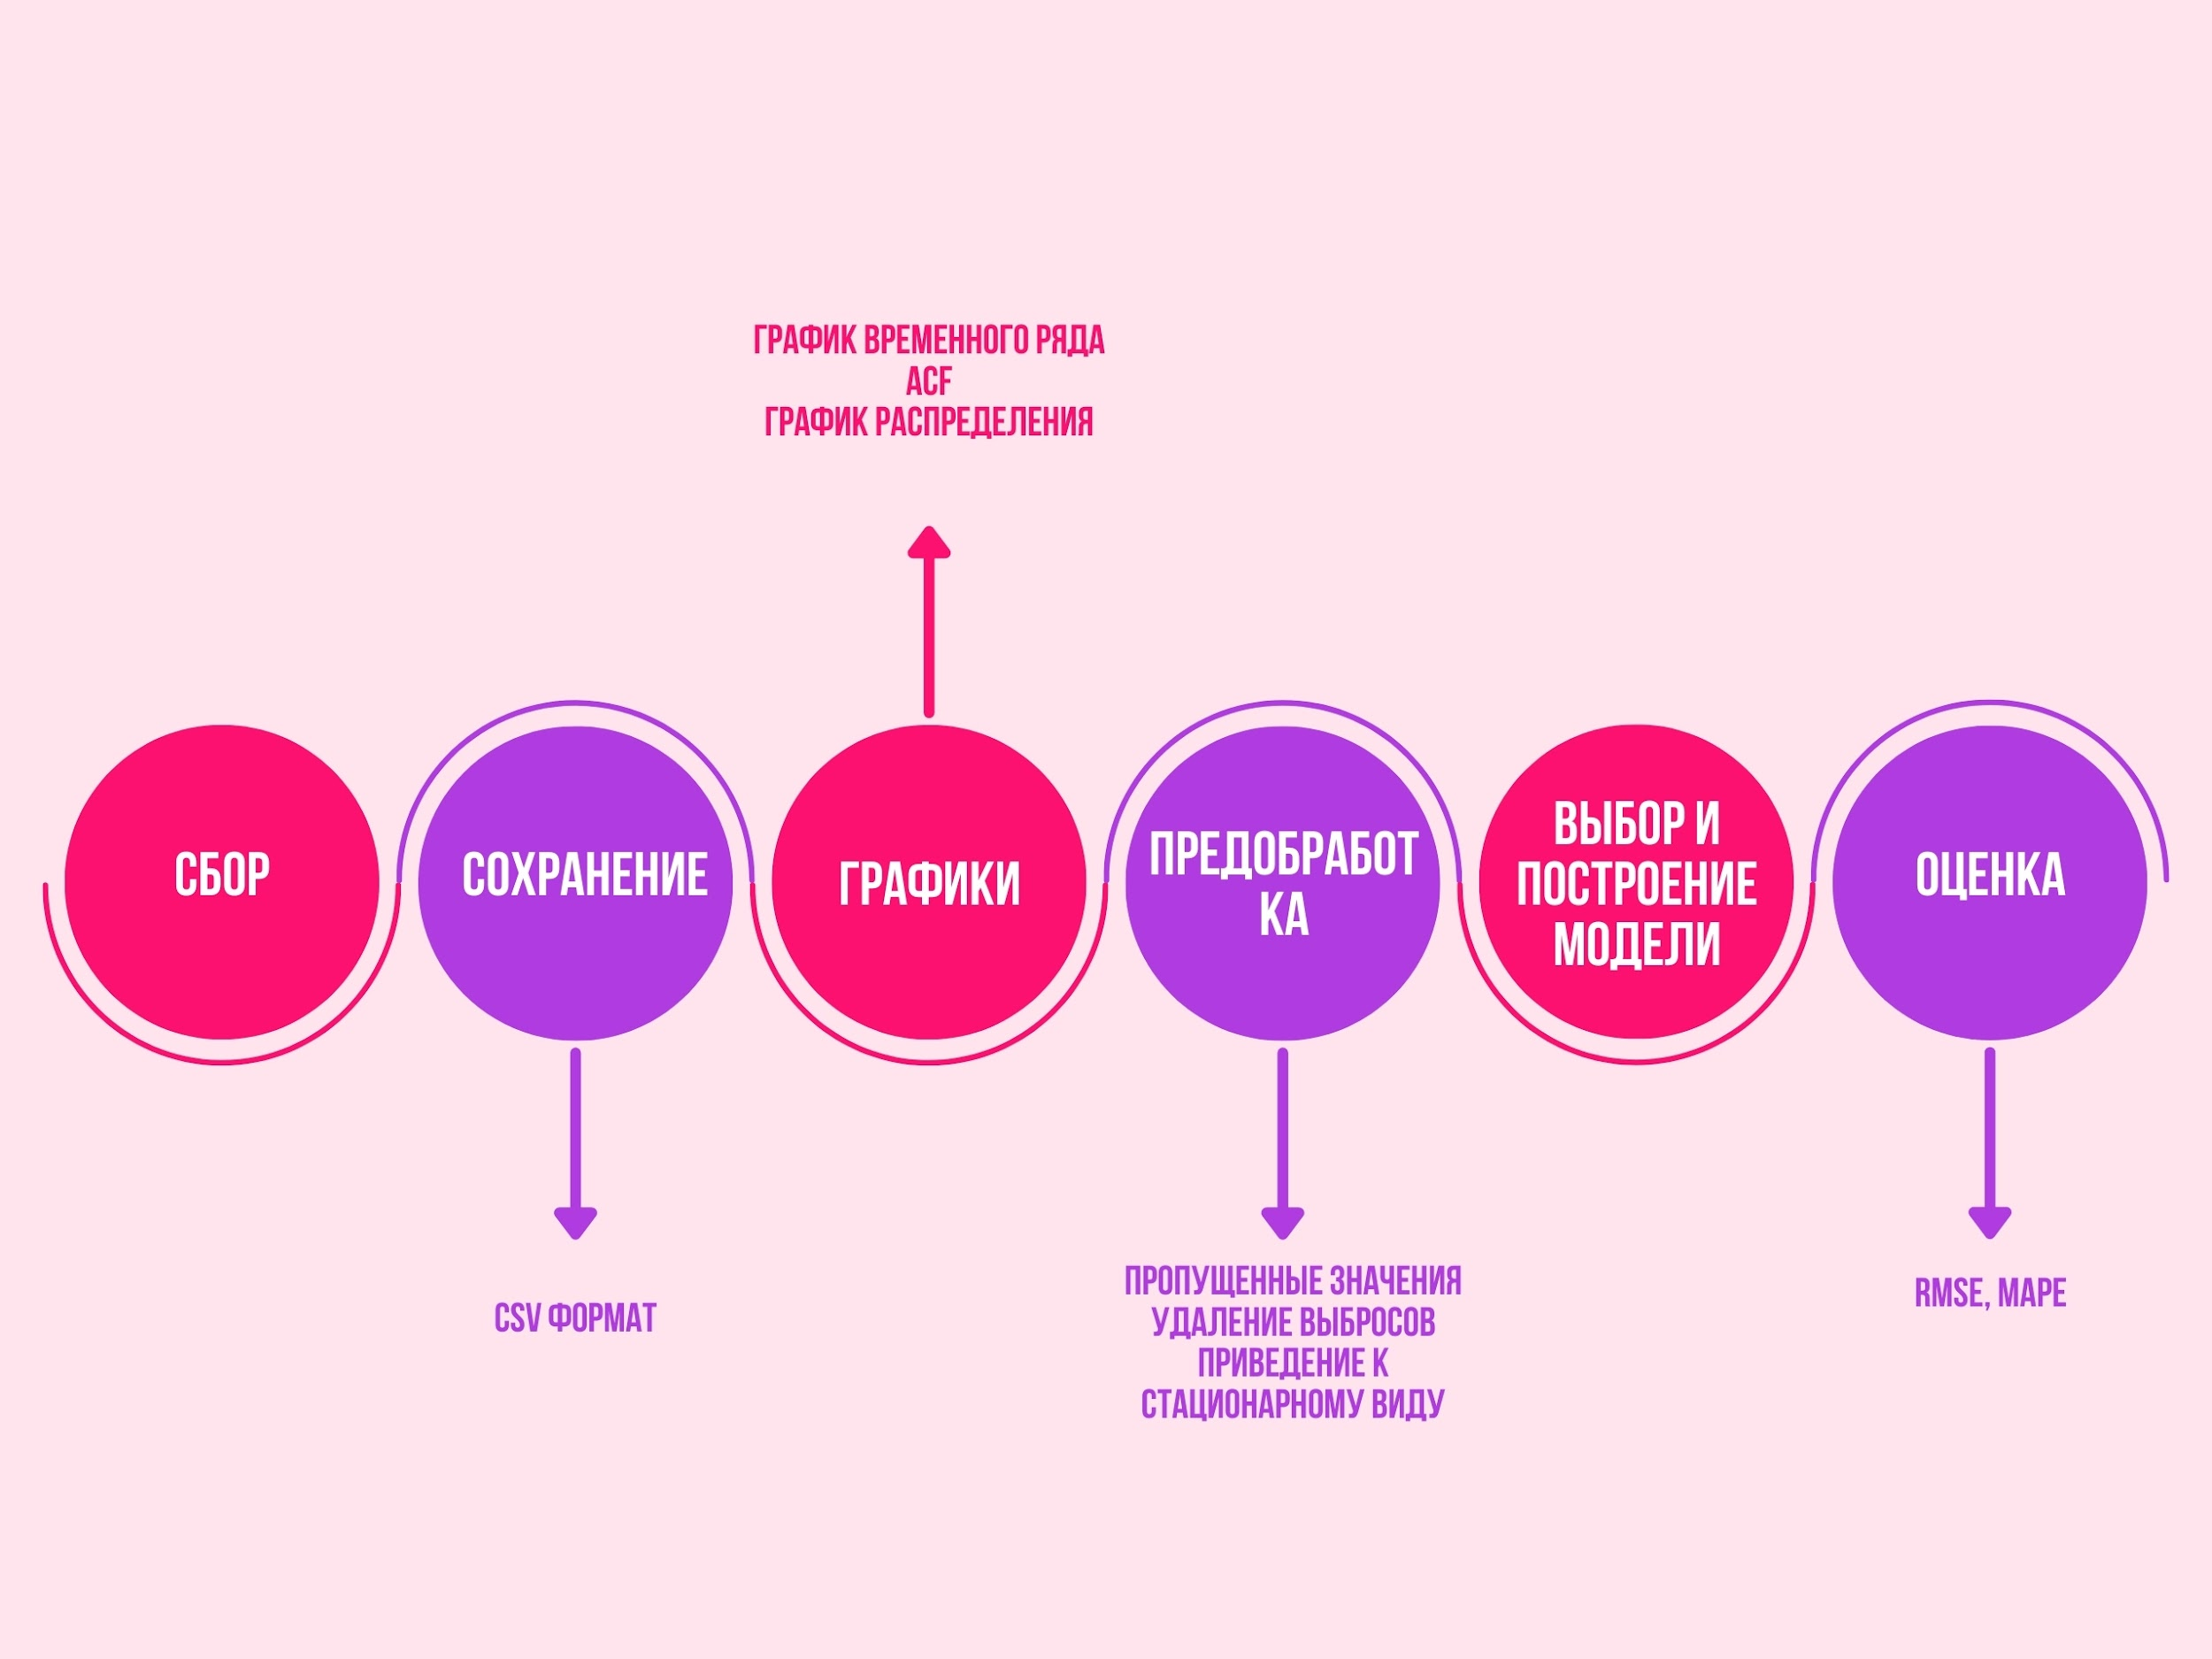 ГРАФИК ВРЕМЕННОГО РЯДА
ACF
ГРАФИК РАСПРЕДЕЛЕНИЯ
СБОР
СОХРАНЕНИЕ
ГРАФИКИ
ПРЕДОБРАБОТ
КА
ВЫБОР И
ПОСТРОЕНИЕ
МОДЕЛИ
ОЦЕНКА
CSV ФОРМАТ
ПРОПУЩЕННЫЕ ЗНАЧЕНИЯ
УДАЛЕНИЕ ВЫБРОСОВ
ПРИВЕДЕНИЕ К
СТАЦИОНАРНОМУ ВИДУ
RMSE, MAPE